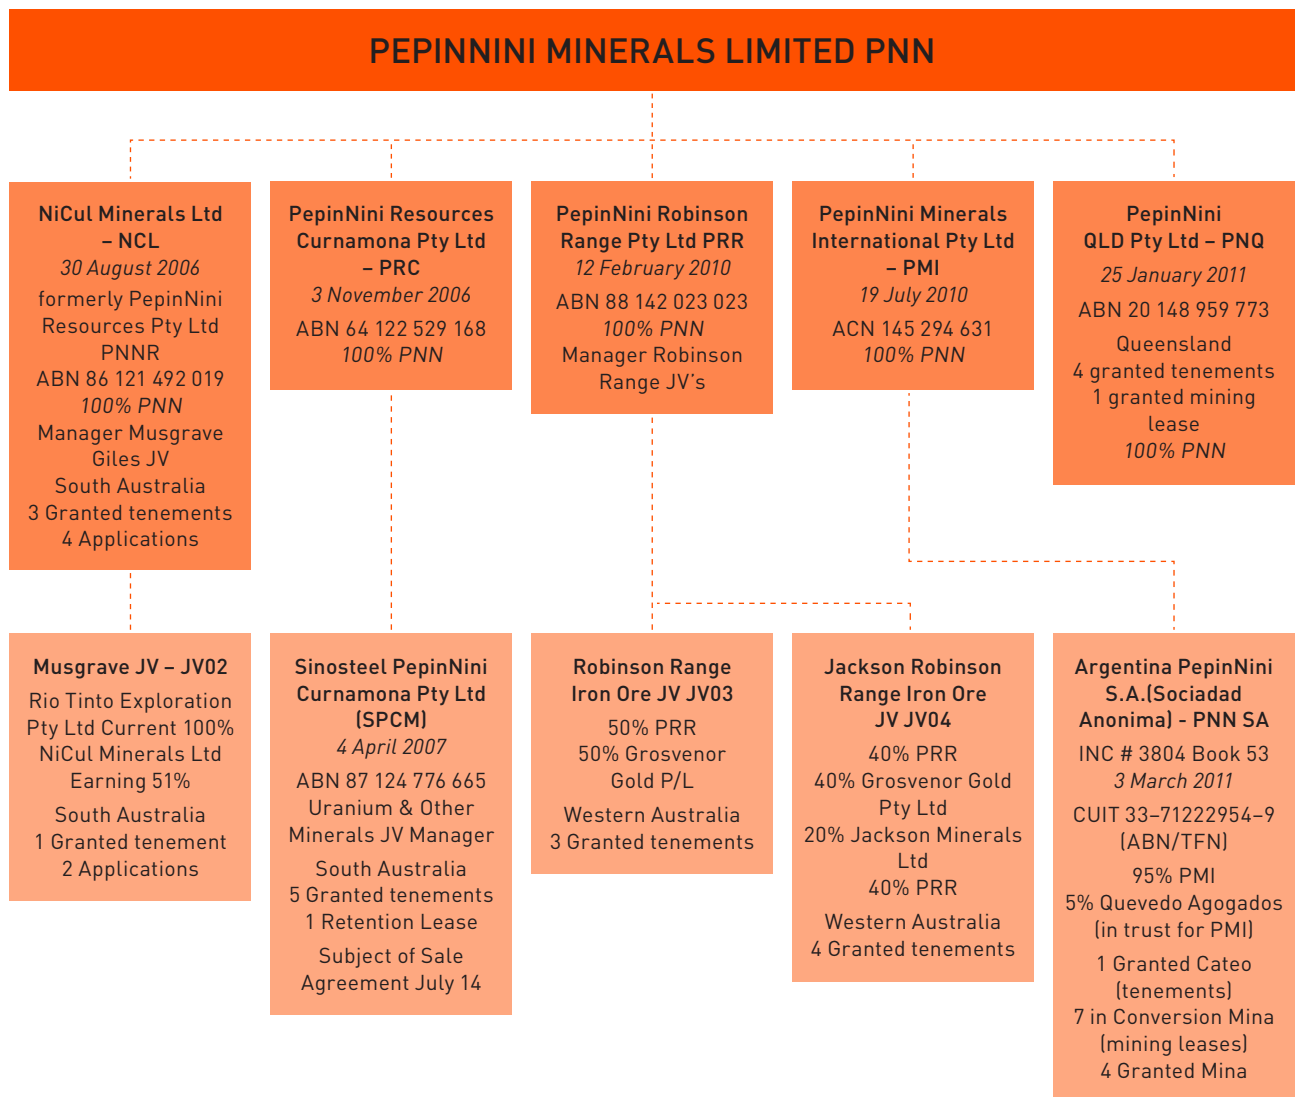 PEPINNINI MINERALS LIMITED PNN
NiCul Minerals Ltd
– NCL
30 August 2006
formerly PepinNini
Resources Pty Ltd
PNNR
ABN 86 121 492 019
100% PNN
Manager Musgrave
Giles JV
South Australia
3 Granted tenements
4 Applications
PepinNini Resources
Curnamona Pty Ltd
– PRC
3 November 2006
ABN 64 122 529 168
100% PNN
PepinNini Robinson
Range Pty Ltd PRR
12 February 2010
ABN 88 142 023 023
100% PNN
Manager Robinson
Range JV’s
PepinNini Minerals
International Pty Ltd
– PMI
19 July 2010
ACN 145 294 631
100% PNN
PepinNini
QLD Pty Ltd – PNQ
25 January 2011
ABN 20 148 959 773
Queensland
4 granted tenements
1 granted mining
lease
100% PNN
Musgrave JV – JV02
Rio Tinto Exploration
Pty Ltd Current 100%
NiCul Minerals Ltd
Earning 51%
South Australia
1 Granted tenement
2 Applications
Sinosteel PepinNini
Curnamona Pty Ltd
(SPCM)
4 April 2007
ABN 87 124 776 665
Uranium & Other
Minerals JV Manager
South Australia
5 Granted tenements
1 Retention Lease
Subject of Sale
Agreement July 14
Robinson Range
Iron Ore JV JV03
50% PRR
50% Grosvenor
Gold P/L
Western Australia
3 Granted tenements
Jackson Robinson
Range Iron Ore
JV JV04
40% PRR
40% Grosvenor Gold
Pty Ltd
20% Jackson Minerals
Ltd
40% PRR
Western Australia
4 Granted tenements
Argentina PepinNini
S.A.(Sociadad
Anonima) - PNN SA
INC # 3804 Book 53
3 March 2011
CUIT 33–71222954–9
(ABN/TFN)
95% PMI
5% Quevedo Agogados
(in trust for PMI)
1 Granted Cateo
(tenements)
7 in Conversion Mina
(mining leases)
4 Granted Mina